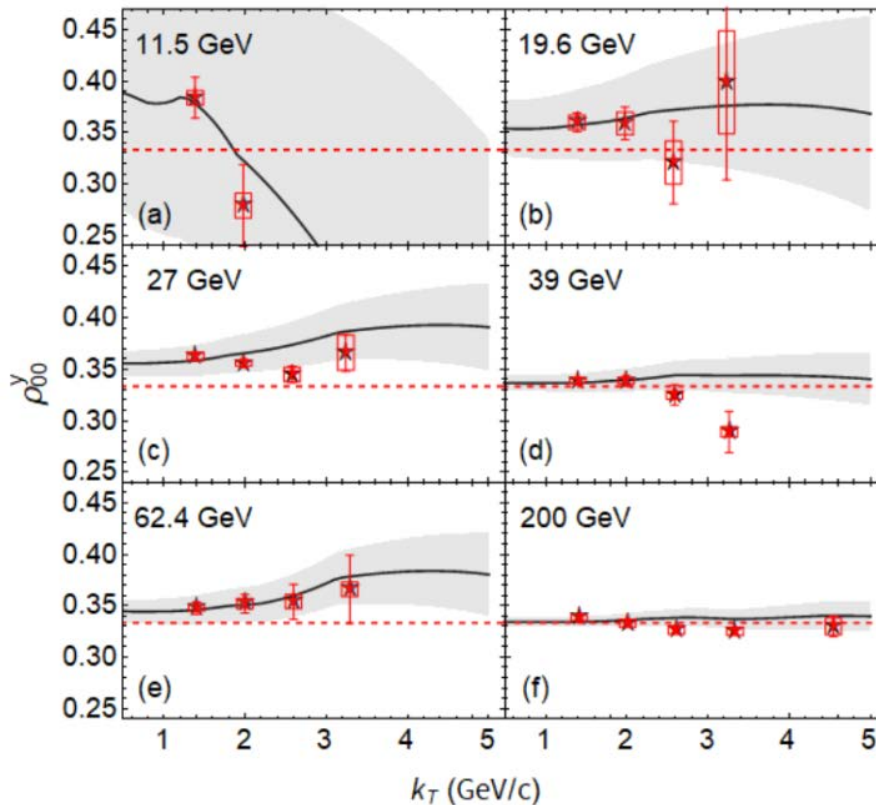 0.45
0.40
0.35
0.30
0.25
11.5 GeV
(a)
19.6 GeV
(b)
0.45
0.40
0.35
0.30
0.25
27 GeV
(c)
39 GeV
(d)
ρ₀₀ʸ
0.45
0.40
0.35
0.30
0.25
62.4 GeV
(e)
200 GeV
(f)
1 2 3 4 5 1 2 3 4 5
k_T (GeV/c)